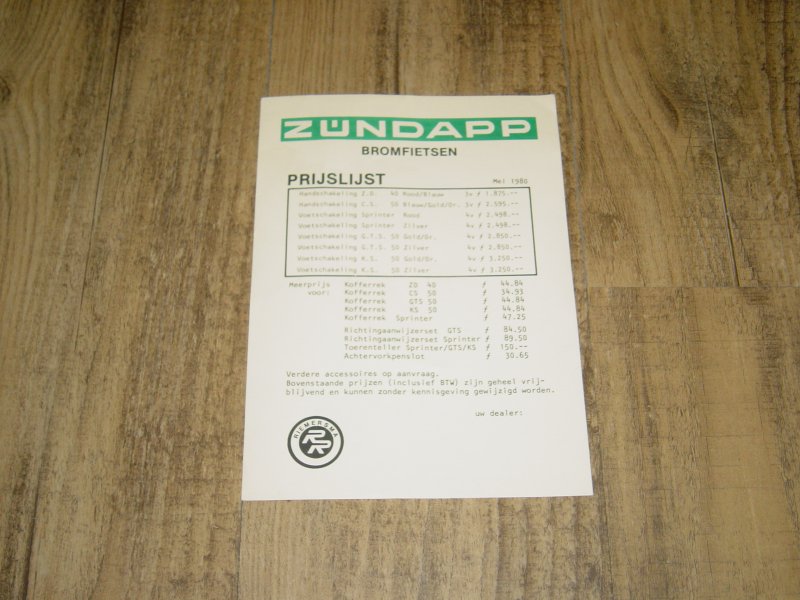 ZÜNDAPP
BROMFIETSEN
PRIJSLIJST Mei 1980
Handschakeling Z.D. 40 Rood/Blauw 3v ƒ 1.875.--
Handschakeling C.S. 50 Blauw/Gold/Gr. 3v ƒ 2.595.--
Voetschakeling Sprinter Rood 4v ƒ 2.498.--
Voetschakeling Sprinter Zilver 4v ƒ 2.498.--
Voetschakeling G.T.S. 50 Gold/Gr. 4v ƒ 2.850.--
Voetschakeling G.T.S. 50 Zilver 4v ƒ 2.850.--
Voetschakeling K.S. 50 Gold/Gr. 4v ƒ 3.250.--
Voetschakeling K.S. 50 Zilver 4v ƒ 3.250.--
Meerprijs Kofferrek ZD 40 ƒ 44.84
voor: Kofferrek CS 50 ƒ 34.93
Kofferrek GTS 50 ƒ 44.84
Kofferrek KS 50 ƒ 44.84
Kofferrek Sprinter ƒ 47.25
Richtingaanwijzerset GTS ƒ 84.50
Richtingaanwijzerset Sprinter ƒ 89.50
Toerenteller Sprinter/GTS/KS ƒ 150.--
Achtervorkpenslot ƒ 30.65
Verdere accessoires op aanvraag.
Bovenstaande prijzen (inclusief BTW) zijn geheel vrij-
blijvend en kunnen zonder kennisgeving gewijzigd worden.
uw dealer:
RIEMERSMA